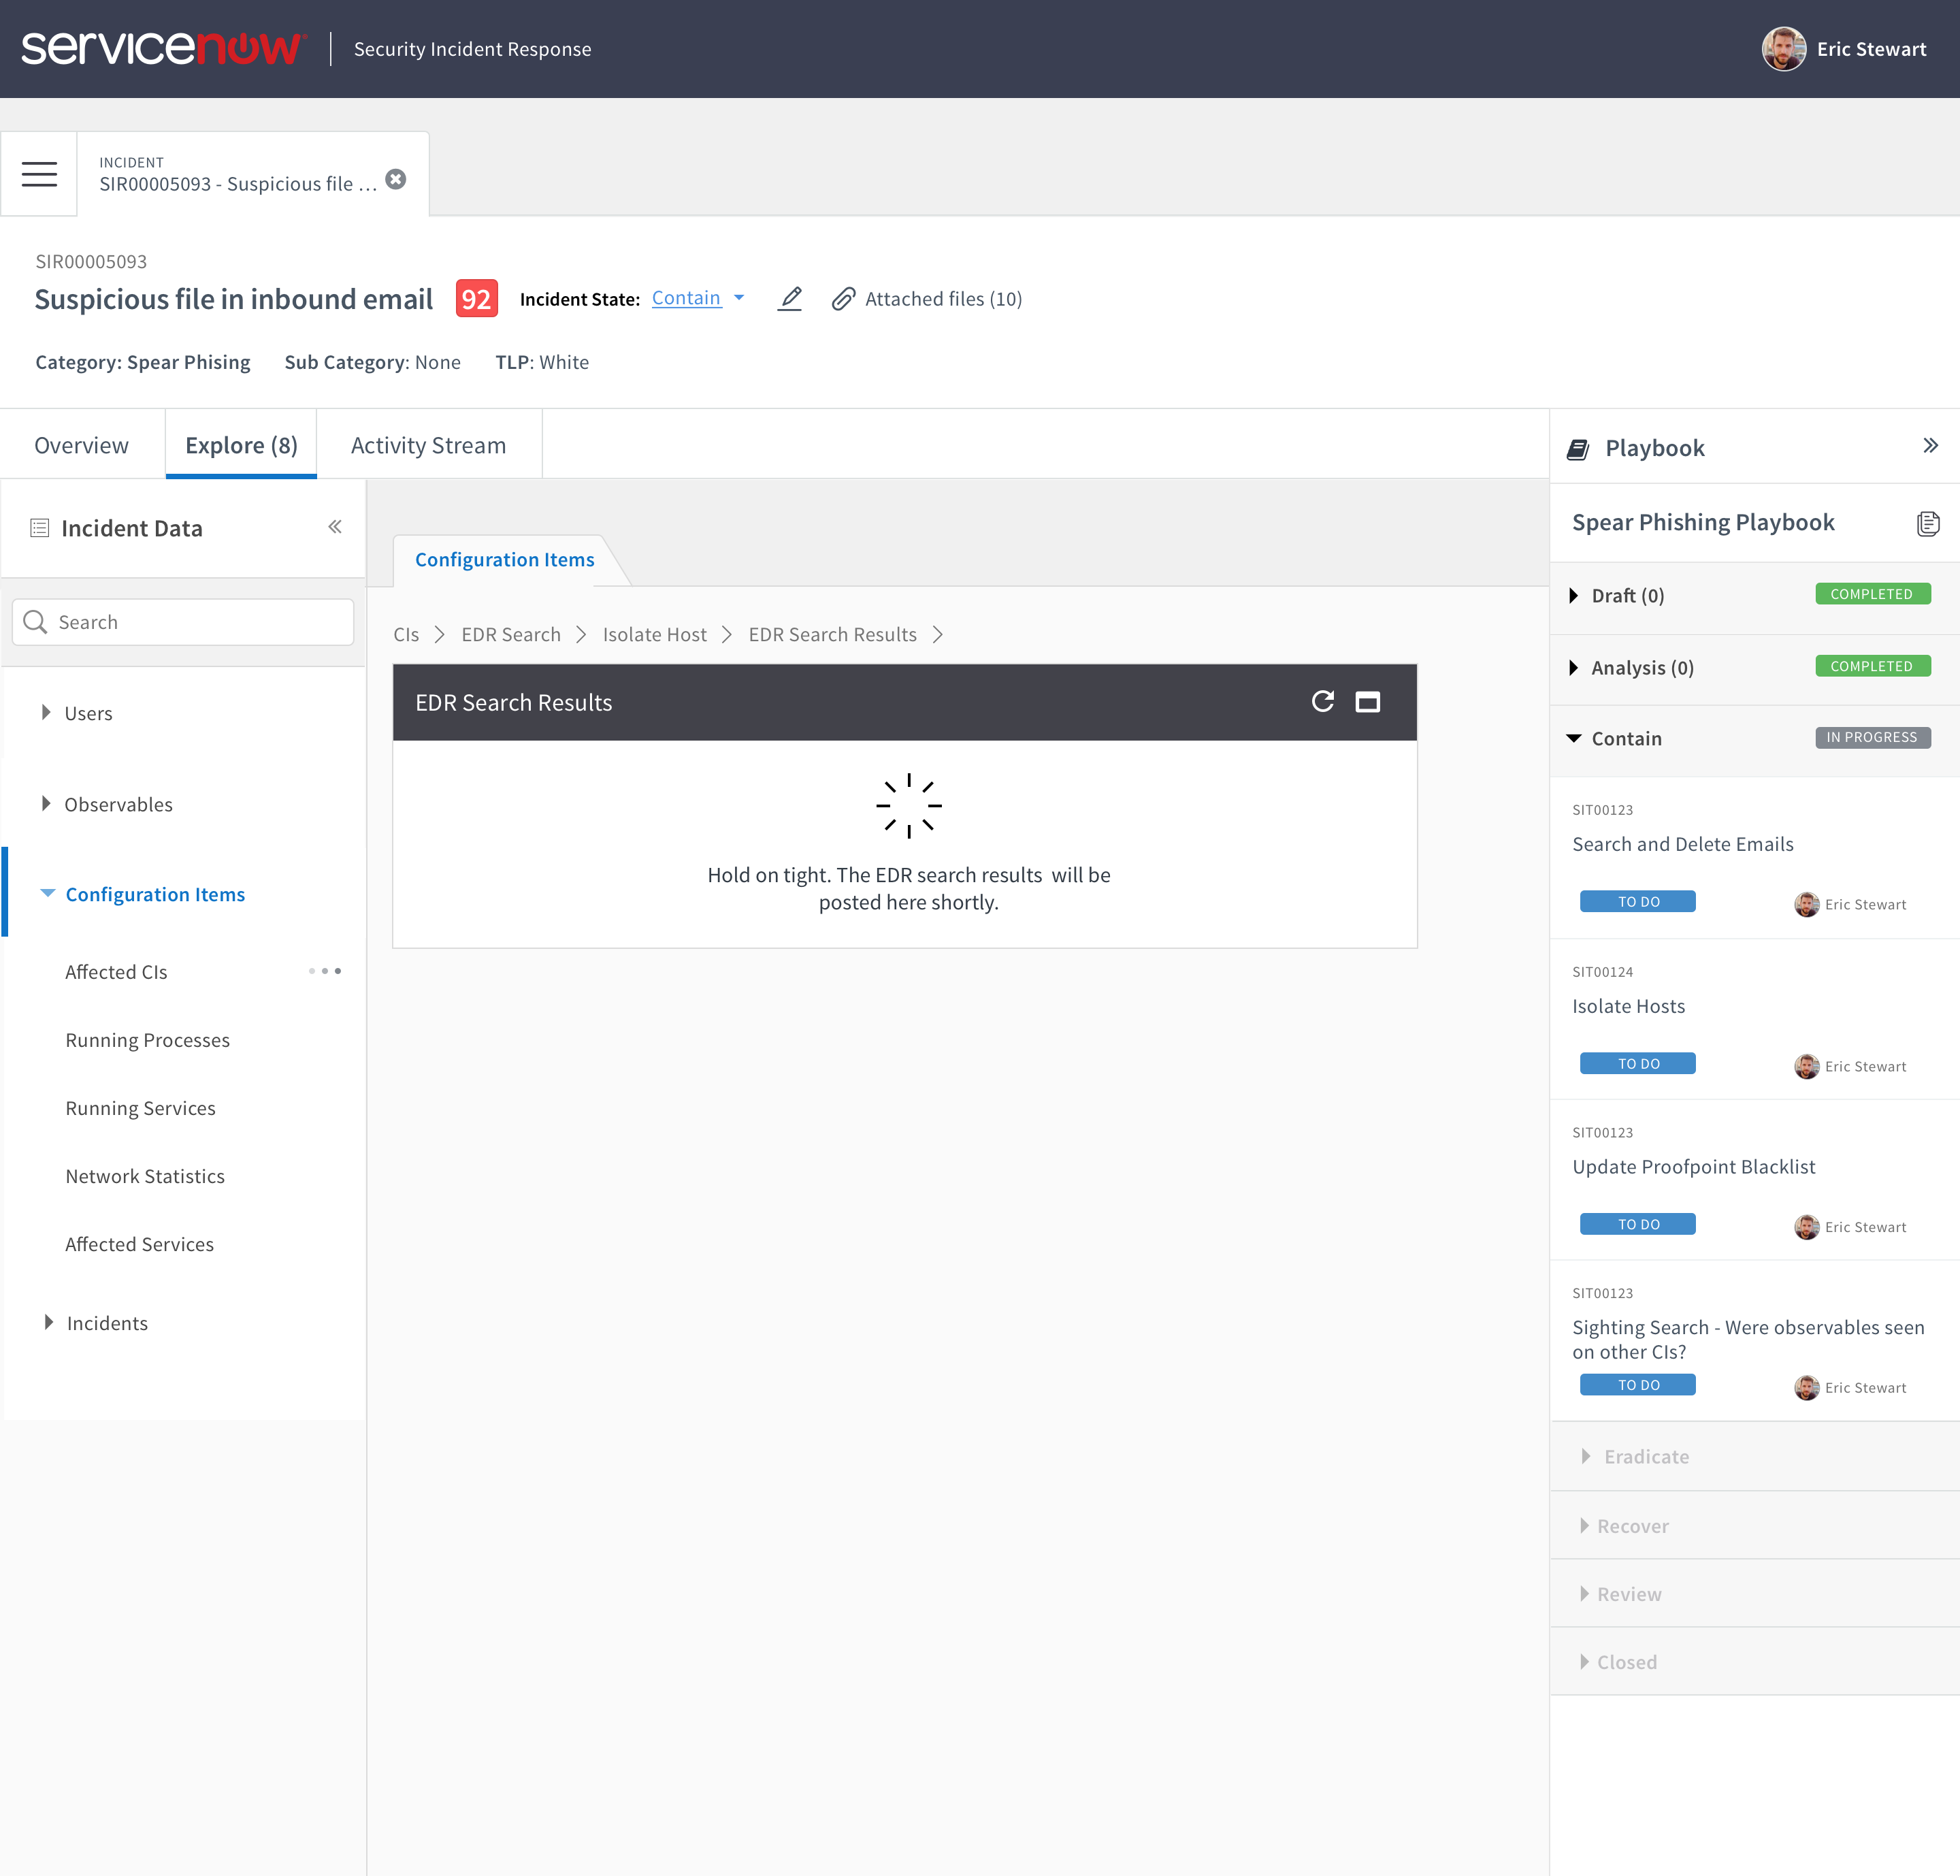 servicenow
Security Incident Response
Eric Stewart
INCIDENT
SIR00005093 - Suspicious file ...
SIR00005093
Suspicious file in inbound email
92
Incident State: Contain
Attached files (10)
Category: Spear Phising
Sub Category: None
TLP: White
Overview
Explore (8)
Activity Stream
Incident Data
Search
Users
Observables
Configuration Items
Affected CIs
Running Processes
Running Services
Network Statistics
Affected Services
Incidents
Configuration Items
CIs
EDR Search
Isolate Host
EDR Search Results
EDR Search Results
Hold on tight. The EDR search results will be
posted here shortly.
Playbook
Spear Phishing Playbook
Draft (0)
COMPLETED
Analysis (0)
COMPLETED
Contain
IN PROGRESS
SIT00123
Search and Delete Emails
TO DO
Eric Stewart
SIT00124
Isolate Hosts
TO DO
Eric Stewart
SIT00123
Update Proofpoint Blacklist
TO DO
Eric Stewart
SIT00123
Sighting Search - Were observables seen
on other CIs?
TO DO
Eric Stewart
Eradicate
Recover
Review
Closed